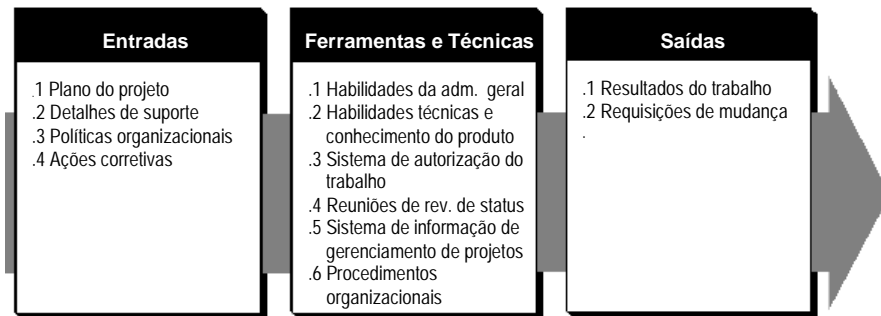 Entradas
.1 Plano do projeto
.2 Detalhes de suporte
.3 Políticas organizacionais
.4 Ações corretivas
Ferramentas e Técnicas
.1 Habilidades da adm. geral
.2 Habilidades técnicas e
conhecimento do produto
.3 Sistema de autorização do
trabalho
.4 Reuniões de rev. de status
.5 Sistema de informação de
gerenciamento de projetos
.6 Procedimentos
organizacionais
Saídas
.1 Resultados do trabalho
.2 Requisições de mudança
.